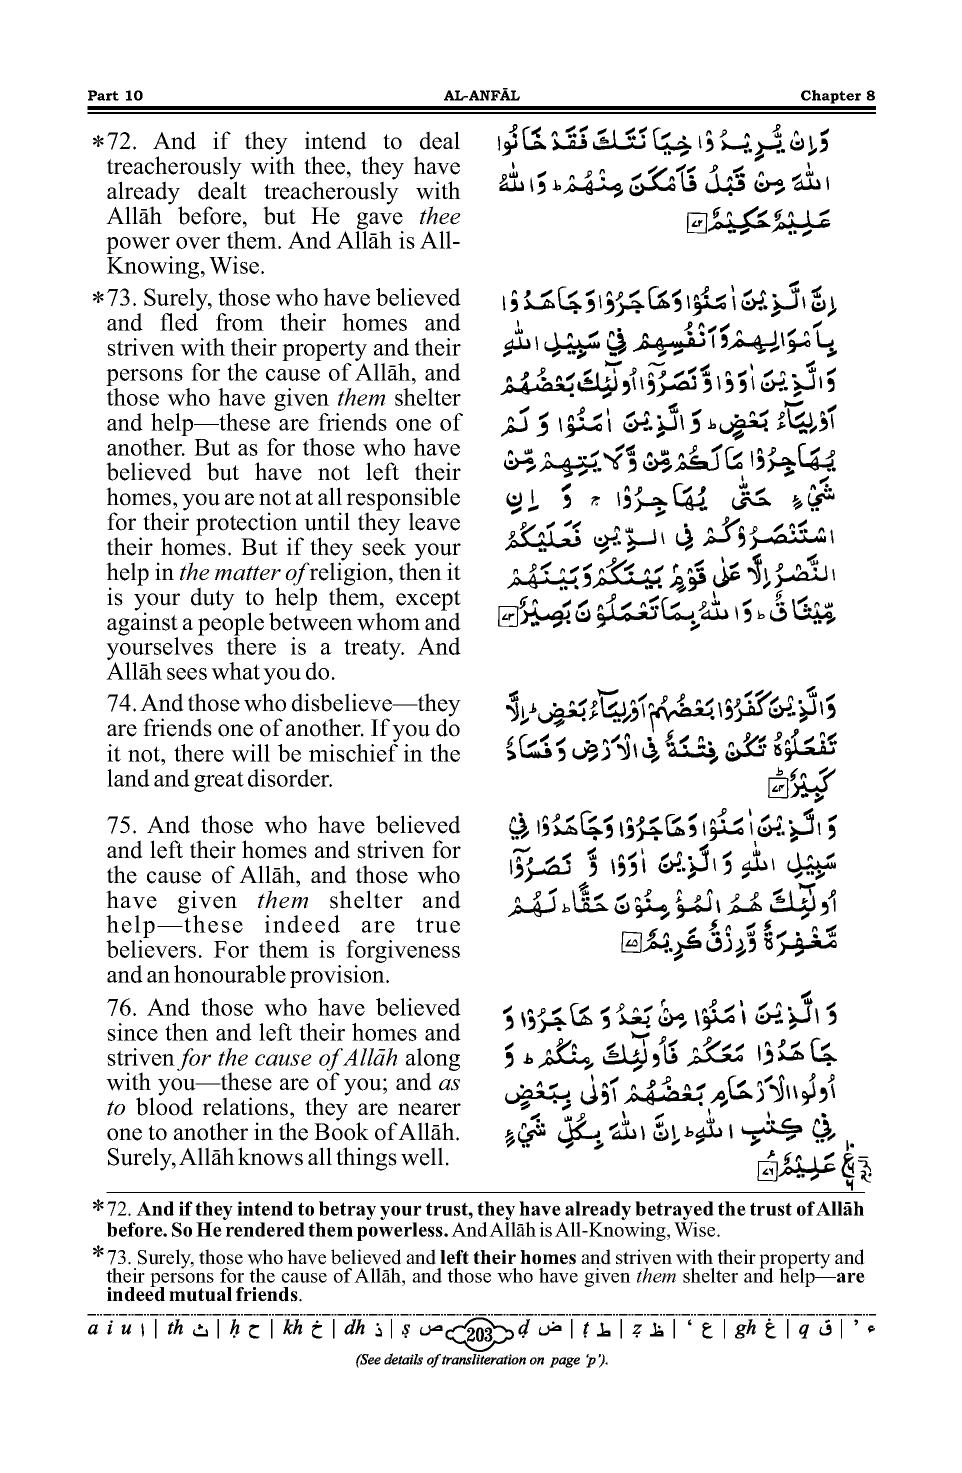 Part 10 AL-ANFĀL Chapter 8
*72. And if they intend to deal
treacherously with thee, they have
already dealt treacherously with
Allāh before, but He gave thee
power over them. And Allāh is All-
Knowing, Wise.
وَاِنْ يُّرِيْدُوْا خِيَانَتَكَ فَقَدْ خَانُوا
اللّٰهَ مِنْ قَبْلُ فَاَمْكَنَ مِنْهُمْ ؕ وَاللّٰهُ
عَلِيْمٌ حَكِيْمٌ ﴿۷۲﴾
*73. Surely, those who have believed
and fled from their homes and
striven with their property and their
persons for the cause of Allāh, and
those who have given them shelter
and help—these are friends one of
another. But as for those who have
believed but have not left their
homes, you are not at all responsible
for their protection until they leave
their homes. But if they seek your
help in the matter of religion, then it
is your duty to help them, except
against a people between whom and
yourselves there is a treaty. And
Allāh sees what you do.
اِنَّ الَّذِيْنَ اٰمَنُوْا وَهَاجَرُوْا وَجَاهَدُوْا
بِاَمْوَالِهِمْ وَاَنْفُسِهِمْ فِيْ سَبِيْلِ اللّٰهِ
وَالَّذِيْنَ اٰوَوْا وَّنَصَرُوْۤا اُولٰٓئِكَ بَعْضُهُمْ
اَوْلِيَآءُ بَعْضٍ ؕ وَالَّذِيْنَ اٰمَنُوْا وَ لَمْ
يُهَاجِرُوْا مَا لَكُمْ مِّنْ وَّلَايَتِهِمْ مِّنْ
شَيْءٍ حَتّٰى يُهَاجِرُوْا ۚ وَ اِنِ
اسْتَنْصَرُوْكُمْ فِي الدِّيْنِ فَعَلَيْكُمُ
النَّصْرُ اِلَّا عَلٰى قَوْمٍۭ بَيْنَكُمْ وَبَيْنَهُمْ
مِّيْثَاقٌ ؕ وَاللّٰهُ بِمَا تَعْمَلُوْنَ بَصِيْرٌ ﴿۷۳﴾
74. And those who disbelieve—they
are friends one of another. If you do
it not, there will be mischief in the
land and great disorder.
وَالَّذِيْنَ كَفَرُوْا بَعْضُهُمْ اَوْلِيَآءُ بَعْضٍ ؕ اِلَّا
تَفْعَلُوْهُ تَكُنْ فِتْنَةٌ فِي الْاَرْضِ وَفَسَادٌ
كَبِيْرٌ ﴿۷۴﴾
75. And those who have believed
and left their homes and striven for
the cause of Allāh, and those who
have given them shelter and
help—these indeed are true
believers. For them is forgiveness
and an honourable provision.
وَالَّذِيْنَ اٰمَنُوْا وَهَاجَرُوْا وَجَاهَدُوْا فِيْ
سَبِيْلِ اللّٰهِ وَالَّذِيْنَ اٰوَوْا وَّ نَصَرُوْۤا
اُولٰٓئِكَ هُمُ الْمُؤْمِنُوْنَ حَقًّا ؕ لَهُمْ
مَّغْفِرَةٌ وَّرِزْقٌ كَرِيْمٌ ﴿۷۵﴾
76. And those who have believed
since then and left their homes and
striven for the cause of Allāh along
with you—these are of you; and as
to blood relations, they are nearer
one to another in the Book of Allāh.
Surely, Allāh knows all things well.
وَالَّذِيْنَ اٰمَنُوْا مِنْۢ بَعْدُ وَ هَاجَرُوْا وَ
جَاهَدُوْا مَعَكُمْ فَاُولٰٓئِكَ مِنْكُمْ ؕ وَ
اُولُوا الْاَرْحَامِ بَعْضُهُمْ اَوْلٰى بِبَعْضٍ
فِيْ كِتٰبِ اللّٰهِ ؕ اِنَّ اللّٰهَ بِكُلِّ شَيْءٍ
عَلِيْمٌ ﴿۷۶﴾
*72. And if they intend to betray your trust, they have already betrayed the trust of Allāh
before. So He rendered them powerless. And Allāh is All-Knowing, Wise.
*73. Surely, those who have believed and left their homes and striven with their property and
their persons for the cause of Allāh, and those who have given them shelter and help—are
indeed mutual friends.
a i u ا | th ث | ḥ ح | kh خ | dh ذ | ṣ ص 203 ḍ ض | ṭ ط | ẓ ظ | ‘ ع | gh غ | q ق | ’ ء
(See details of transliteration on page ‘p’).